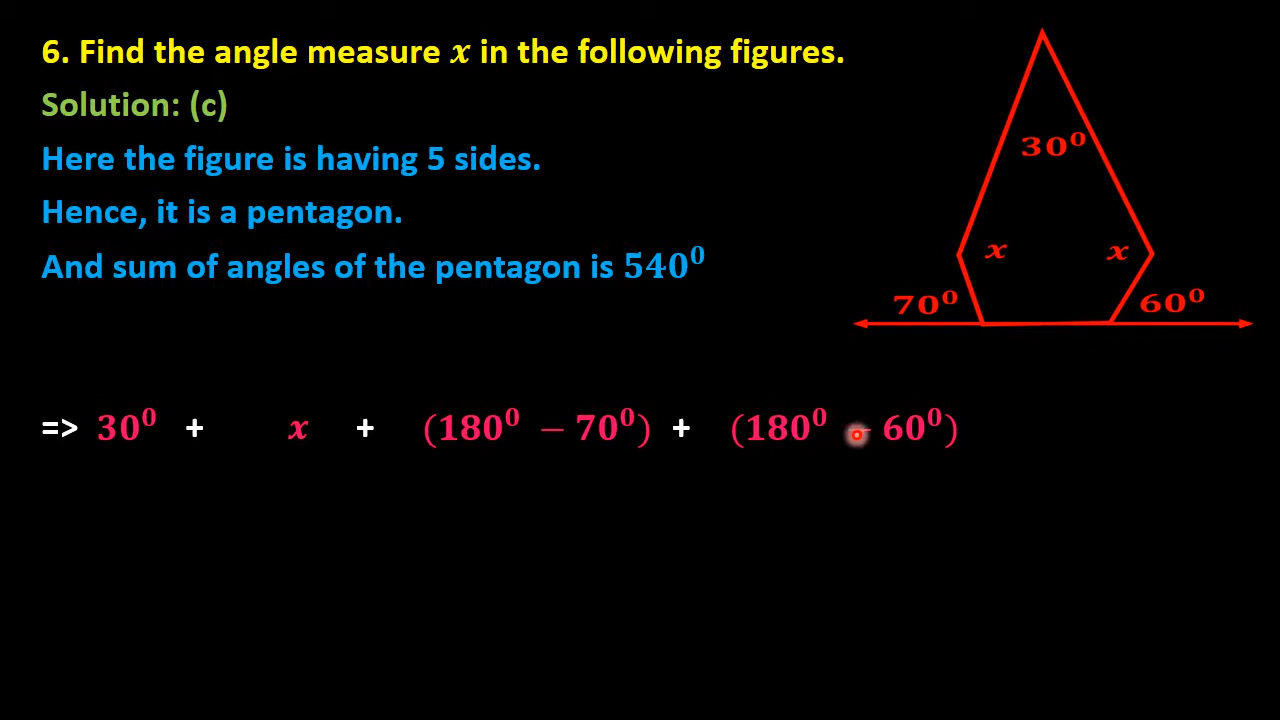 6. Find the angle measure x in the following figures.
Solution: (c)
Here the figure is having 5 sides.
Hence, it is a pentagon.
And sum of angles of the pentagon is 540⁰
30⁰
x x
70⁰ 60⁰
=> 30⁰ + x + (180⁰ − 70⁰) + (180⁰ − 60⁰)